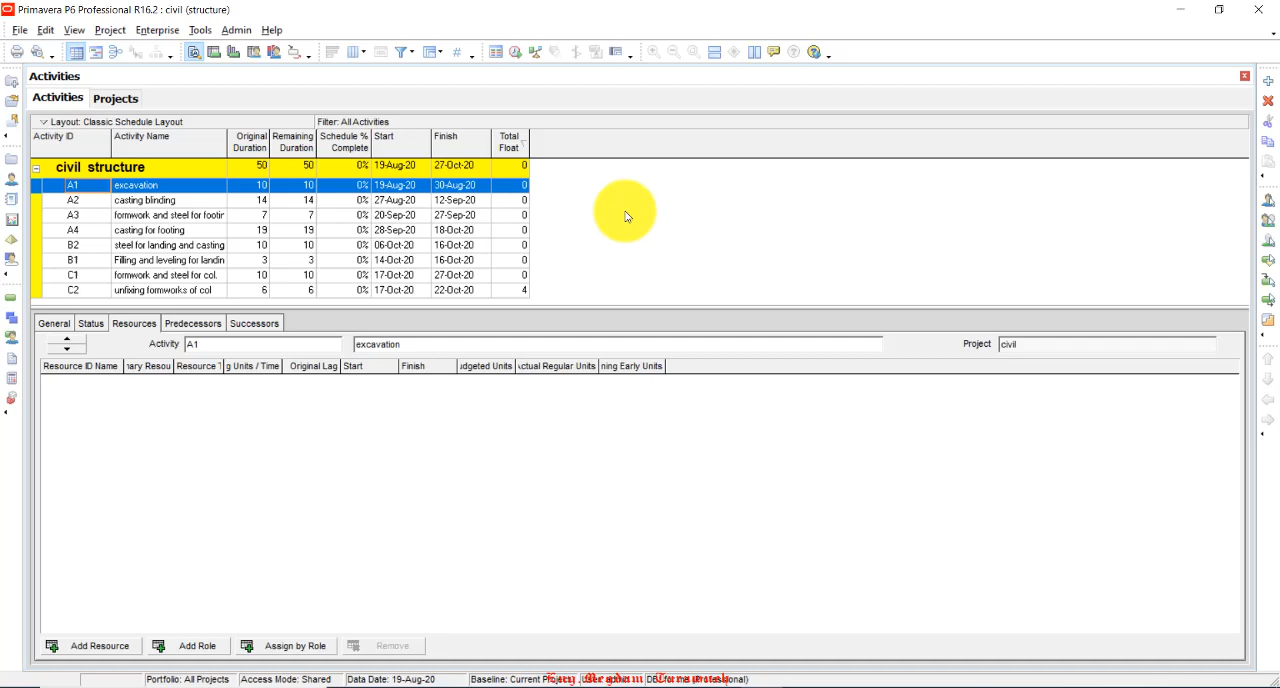 Primavera P6 Professional R16.2 : civil (structure)
File Edit View Project Enterprise Tools Admin Help
Activities
Activities Projects
Layout: Classic Schedule Layout Filter: All Activities
Activity ID Activity Name Original Duration Remaining Duration Schedule % Complete Start Finish Total Float
civil structure 50 50 0% 19-Aug-20 27-Oct-20 0
A1 excavation 10 10 0% 19-Aug-20 30-Aug-20 0
A2 casting blinding 14 14 0% 27-Aug-20 12-Sep-20 0
A3 formwork and steel for footir 7 7 0% 20-Sep-20 27-Sep-20 0
A4 casting for footing 19 19 0% 28-Sep-20 18-Oct-20 0
B2 steel for landing and casting 10 10 0% 06-Oct-20 16-Oct-20 0
B1 Filling and leveling for landin 3 3 0% 14-Oct-20 16-Oct-20 0
C1 formwork and steel for col. 10 10 0% 17-Oct-20 27-Oct-20 0
C2 unfixing formworks of col 6 6 0% 17-Oct-20 22-Oct-20 4
General Status Resources Predecessors Successors
Activity A1 excavation Project civil
Resource ID Name nary Resou Resource T g Units / Time Original Lag Start Finish udgeted Units ctual Regular Units ning Early Units
Add Resource Add Role Assign by Role Remove
Portfolio: All Projects Access Mode: Shared Data Date: 19-Aug-20 Baseline: Current